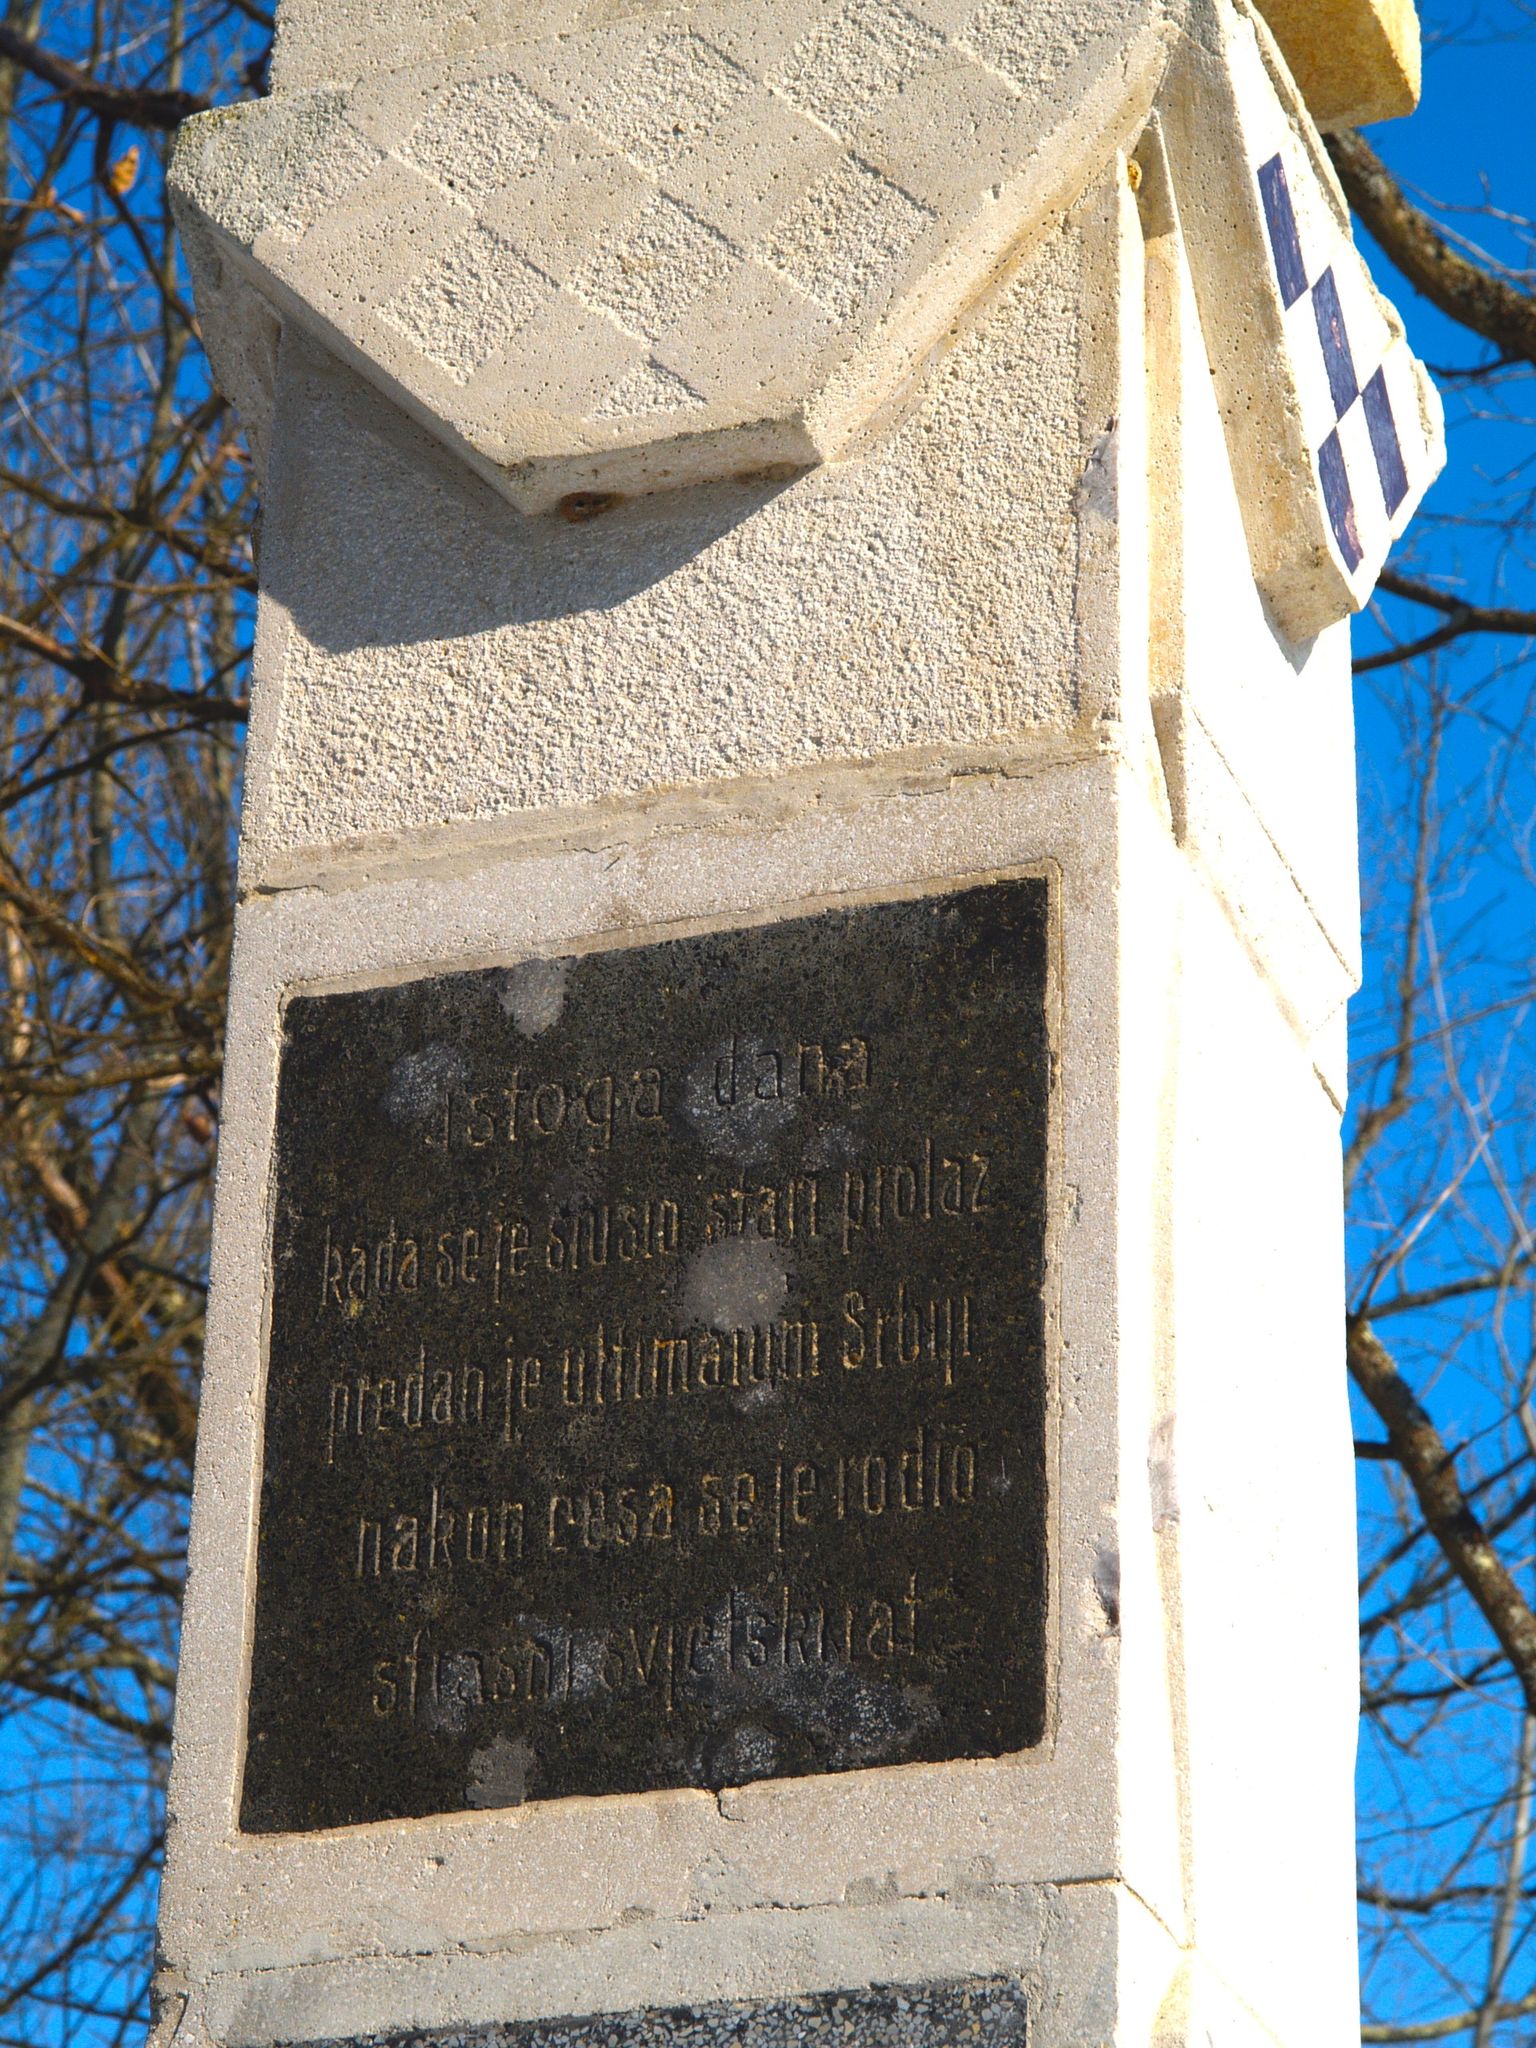 istoga dana
kada se je srušio stari prolaz
predan je ultimatum Srbiji
nakon česa se je rodio
strašni svjetski rat